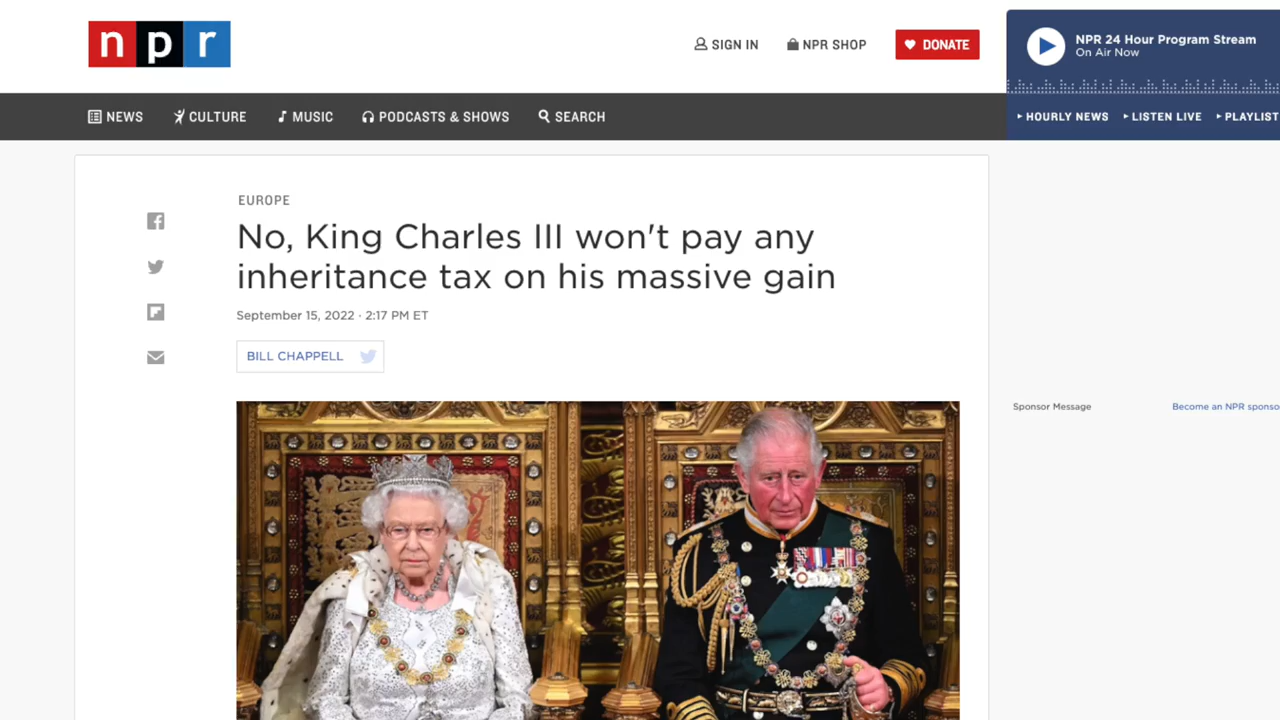 npr
SIGN IN
NPR SHOP
DONATE
NPR 24 Hour Program Stream
On Air Now
NEWS
CULTURE
MUSIC
PODCASTS & SHOWS
SEARCH
HOURLY NEWS
LISTEN LIVE
PLAYLIST
EUROPE
No, King Charles III won't pay any
inheritance tax on his massive gain
September 15, 2022 · 2:17 PM ET
BILL CHAPPELL
Sponsor Message
Become an NPR sponso